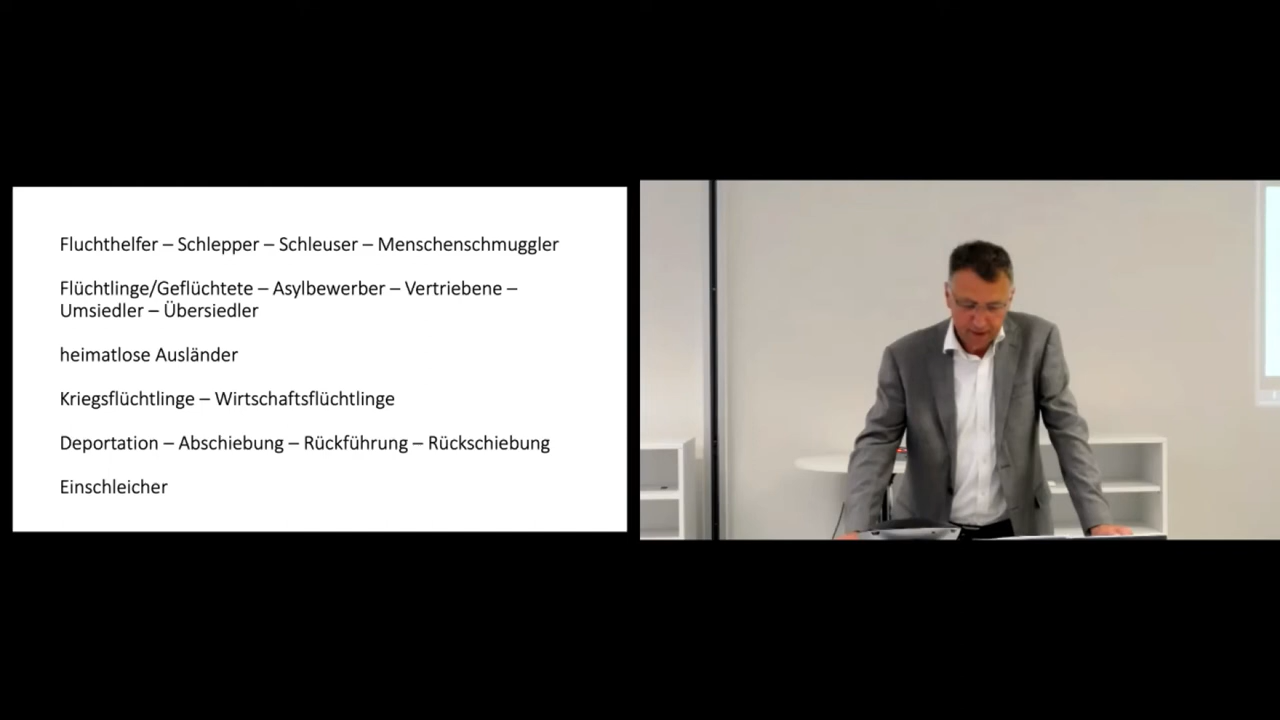 Fluchthelfer – Schlepper – Schleuser – Menschenschmuggler
Flüchtlinge/Geflüchtete – Asylbewerber – Vertriebene –
Umsiedler – Übersiedler
heimatlose Ausländer
Kriegsflüchtlinge – Wirtschaftsflüchtlinge
Deportation – Abschiebung – Rückführung – Rückschiebung
Einschleicher